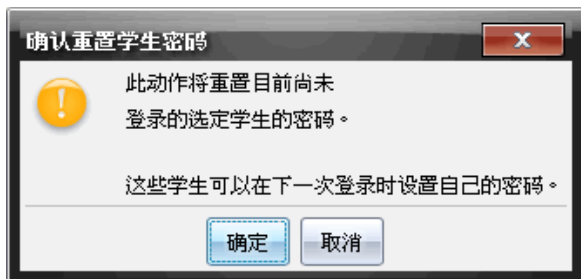 确认重置学生密码
此动作将重置目前尚未
登录的选定学生的密码。
这些学生可以在下一次登录时设置自己的密码。
确定
取消